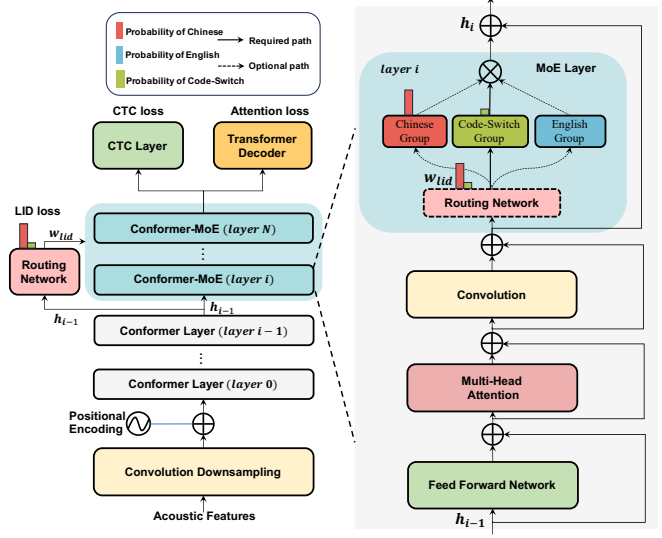 Probability of Chinese
Required path
Probability of English
Optional path
Probability of Code-Switch
CTC loss
Attention loss
CTC Layer
Transformer
Decoder
LID loss
w_lid
Routing
Network
Conformer-MoE (layer N)
Conformer-MoE (layer i)
h_{i-1}
h_{i-1}
Conformer Layer (layer i − 1)
Conformer Layer (layer 0)
Positional
Encoding
Convolution Downsampling
Acoustic Features
h_i
layer i
MoE Layer
Chinese
Group
Code-Switch
Group
English
Group
w_lid
Routing Network
Convolution
Multi-Head
Attention
Feed Forward Network
h_{i-1}